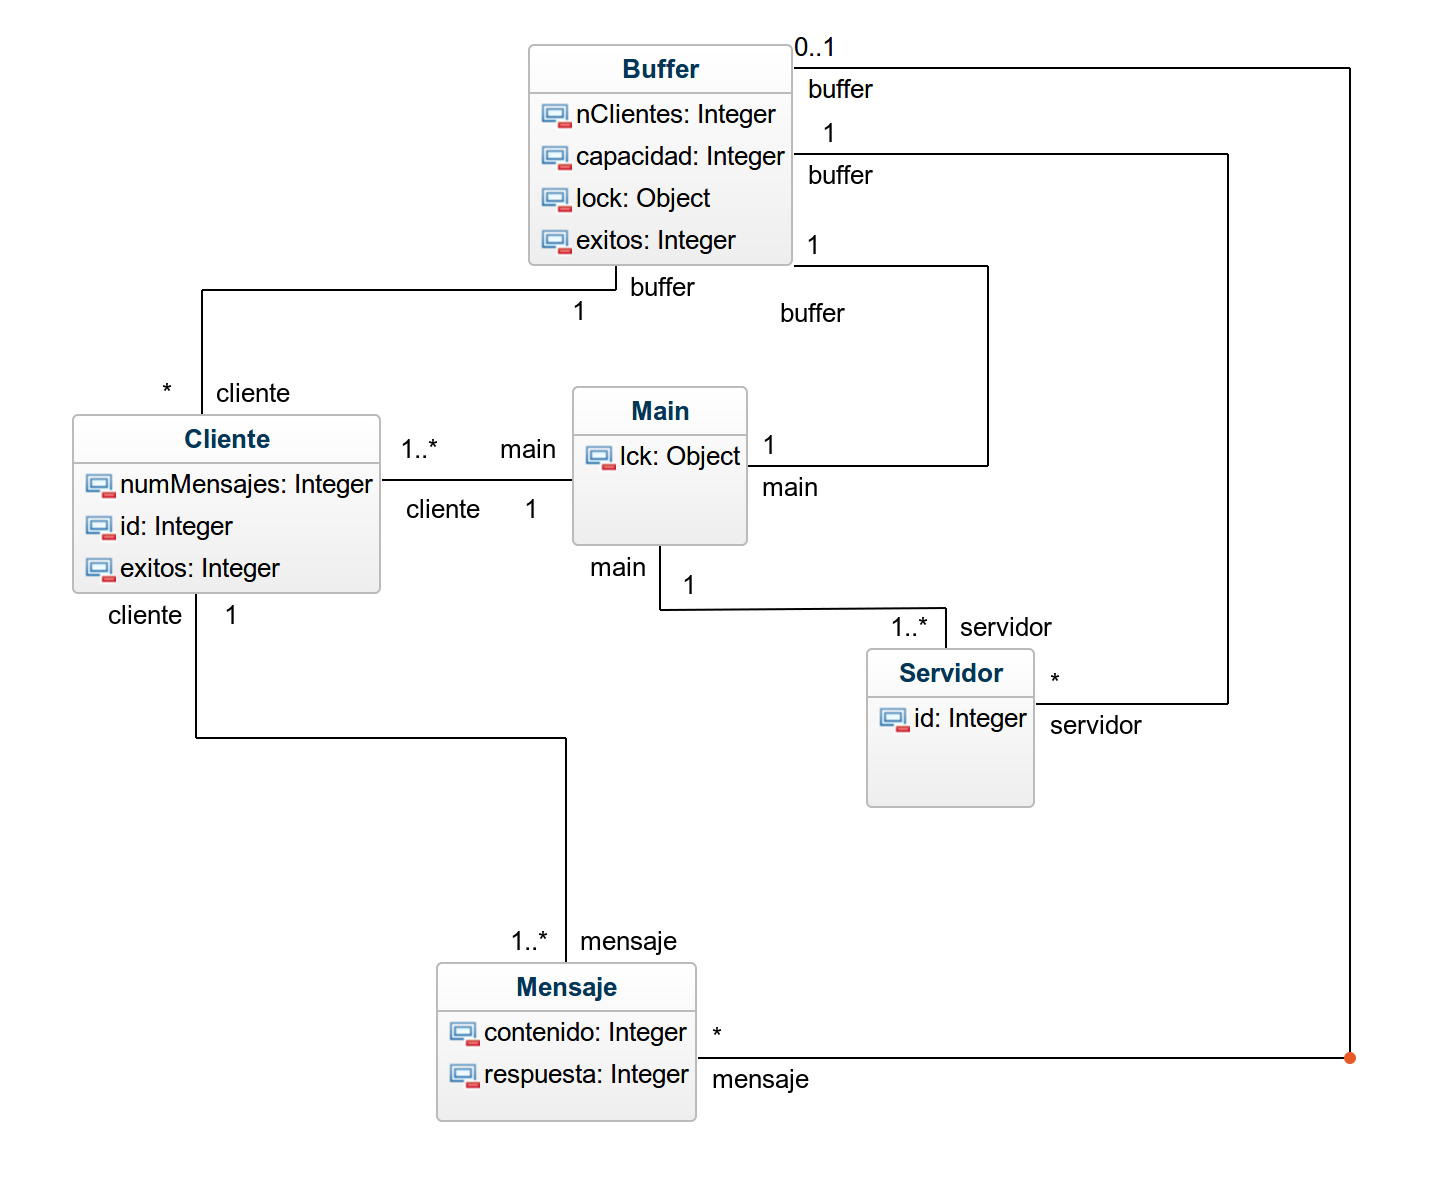 Buffer
nClientes: Integer
capacidad: Integer
lock: Object
exitos: Integer
0..1
buffer
1
buffer
1
buffer
buffer
1
* cliente
Cliente
numMensajes: Integer
id: Integer
exitos: Integer
1..* main
cliente 1
Main
lck: Object
1
main
main
1
1..* servidor
Servidor
id: Integer
*
servidor
cliente 1
1..* mensaje
Mensaje
contenido: Integer
respuesta: Integer
*
mensaje